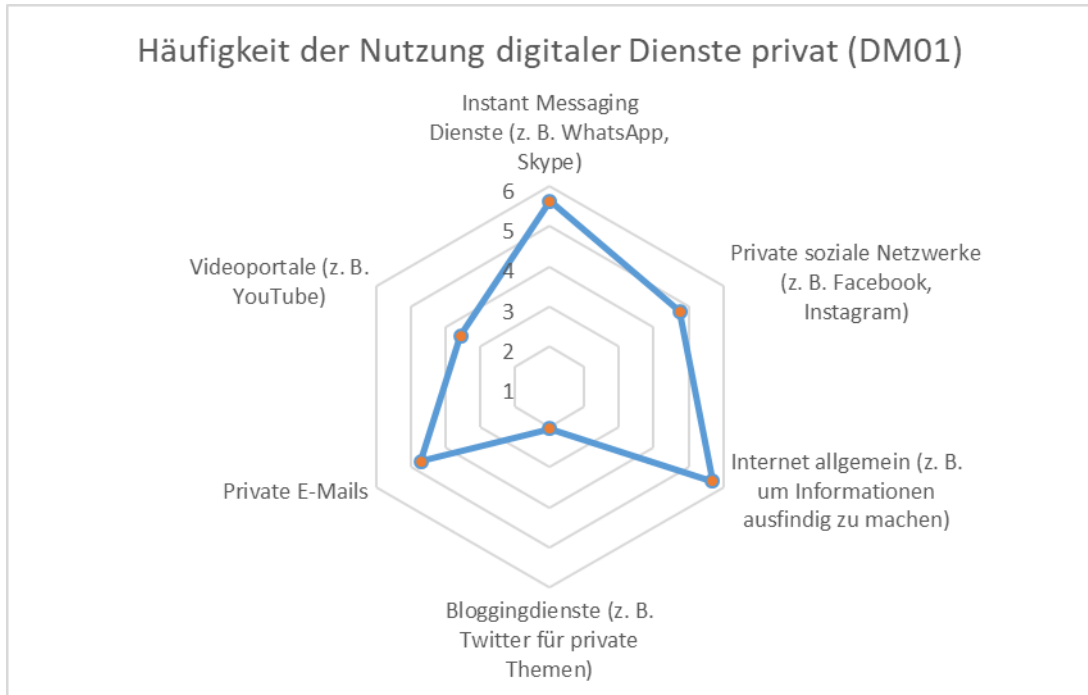 Häufigkeit der Nutzung digitaler Dienste privat (DM01)
Instant Messaging
Dienste (z. B. WhatsApp,
Skype)
6
5
4
3
2
1
Private soziale Netzwerke
(z. B. Facebook,
Instagram)
Internet allgemein (z. B.
um Informationen
ausfindig zu machen)
Bloggingdienste (z. B.
Twitter für private
Themen)
Private E-Mails
Videoportale (z. B.
YouTube)